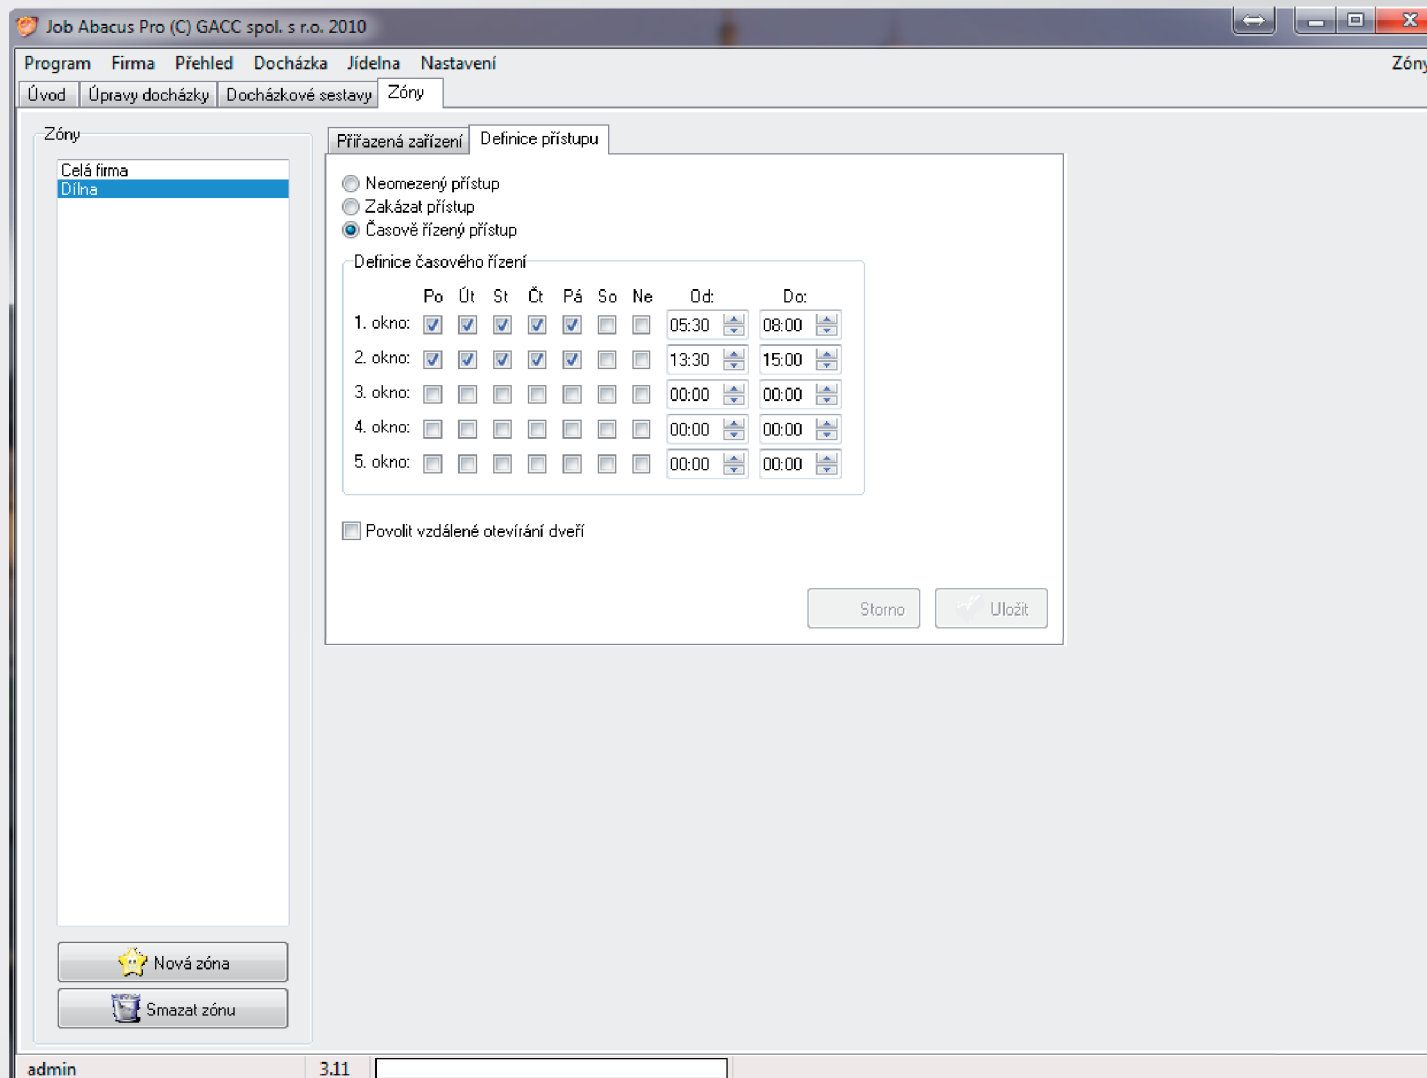 Job Abacus Pro (C) GACC spol. s r.o. 2010
Program Firma Přehled Docházka Jídelna Nastavení Zóny
Úvod Úpravy docházky Docházkové sestavy Zóny
Zóny
Celá firma
Dílna
Přiřazená zařízení Definice přístupu
Neomezený přístup
Zakázat přístup
Časově řízený přístup
Definice časového řízení
Po Út St Čt Pá So Ne Od: Do:
1. okno: 05:30 08:00
2. okno: 13:30 15:00
3. okno: 00:00 00:00
4. okno: 00:00 00:00
5. okno: 00:00 00:00
Povolit vzdálené otevírání dveří
Storno Uložit
Nová zóna
Smazat zónu
admin 3.11